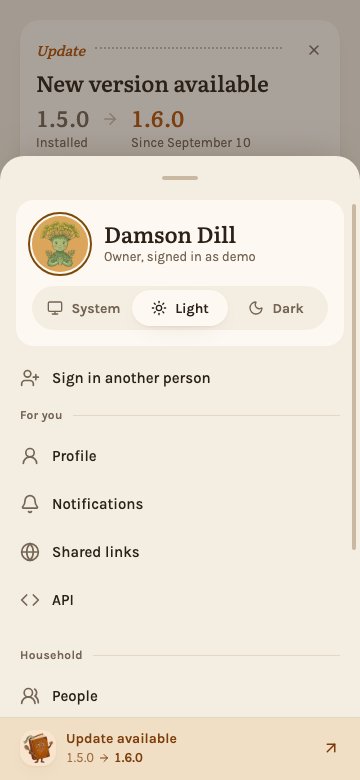 Update
New version available
1.5.0 → 1.6.0
Installed Since September 10
Damson Dill
Owner, signed in as demo
System Light Dark
Sign in another person
For you
Profile
Notifications
Shared links
API
Household
People
Update available
1.5.0 → 1.6.0